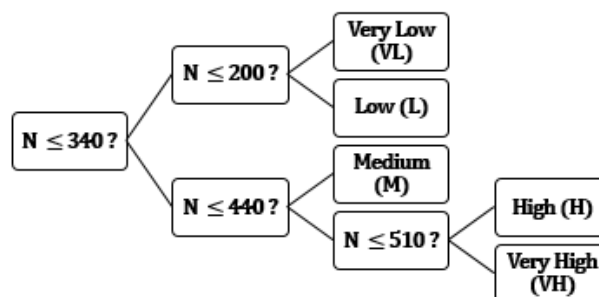 N ≤ 340 ?
N ≤ 200 ?
Very Low
(VL)
Low (L)
N ≤ 440 ?
Medium
(M)
N ≤ 510 ?
High (H)
Very High
(VH)